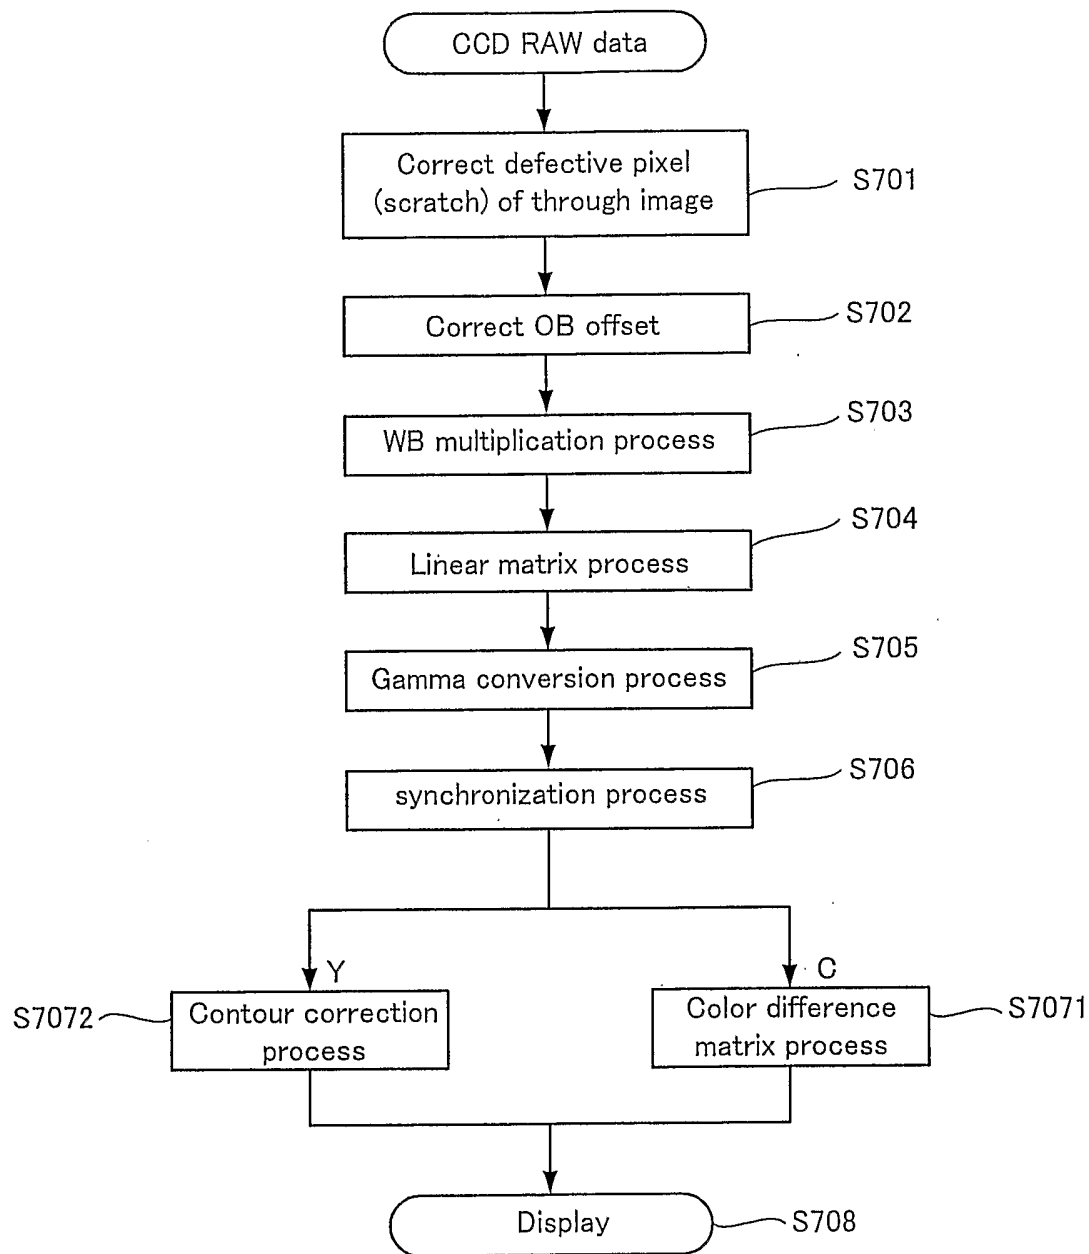 CCD RAW data
Correct defective pixel
(scratch) of through image
S701
Correct OB offset
S702
WB multiplication process
S703
Linear matrix process
S704
Gamma conversion process
S705
synchronization process
S706
Y
C
S7072
Contour correction
process
Color difference
matrix process
S7071
Display
S708